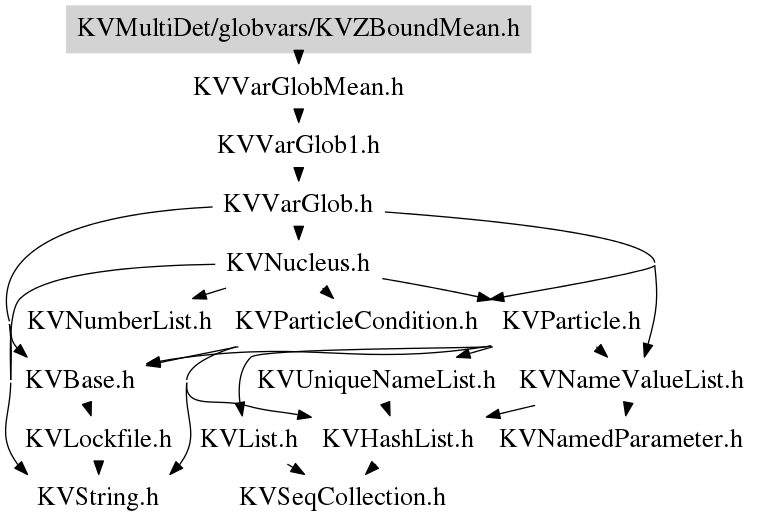 KVMultiDet/globvars/KVZBoundMean.h
KVVarGlobMean.h
KVVarGlob1.h
KVVarGlob.h
KVNucleus.h
KVNumberList.h KVParticleCondition.h KVParticle.h
KVBase.h KVUniqueNameList.h KVNameValueList.h
KVLockfile.h KVList.h KVHashList.h KVNamedParameter.h
KVString.h KVSeqCollection.h